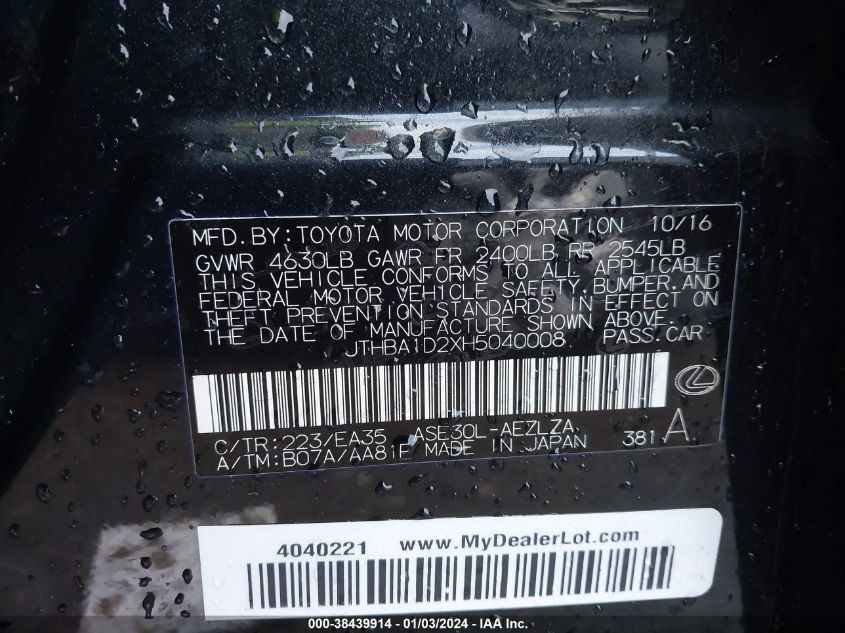 MFD.BY:TOYOTA MOTOR CORPORATION 10/16
GVWR 4630LB GAWR FR 2400LB RR 2545LB
THIS VEHICLE CONFORMS TO ALL APPLICABLE
FEDERAL MOTOR VEHICLE SAFETY,BUMPER,AND
THEFT PREVENTION STANDARDS IN EFFECT ON
THE DATE OF MANUFACTURE SHOWN ABOVE.
JTHBA1D2XH5040008 PASS.CAR
C/TR:223/EA35 ASE30L-AEZLZA
A/TM:B07A/AA81F MADE IN JAPAN 381A
4040221 www.MyDealerLot.com
000-38439914 - 01/03/2024 - IAA Inc.